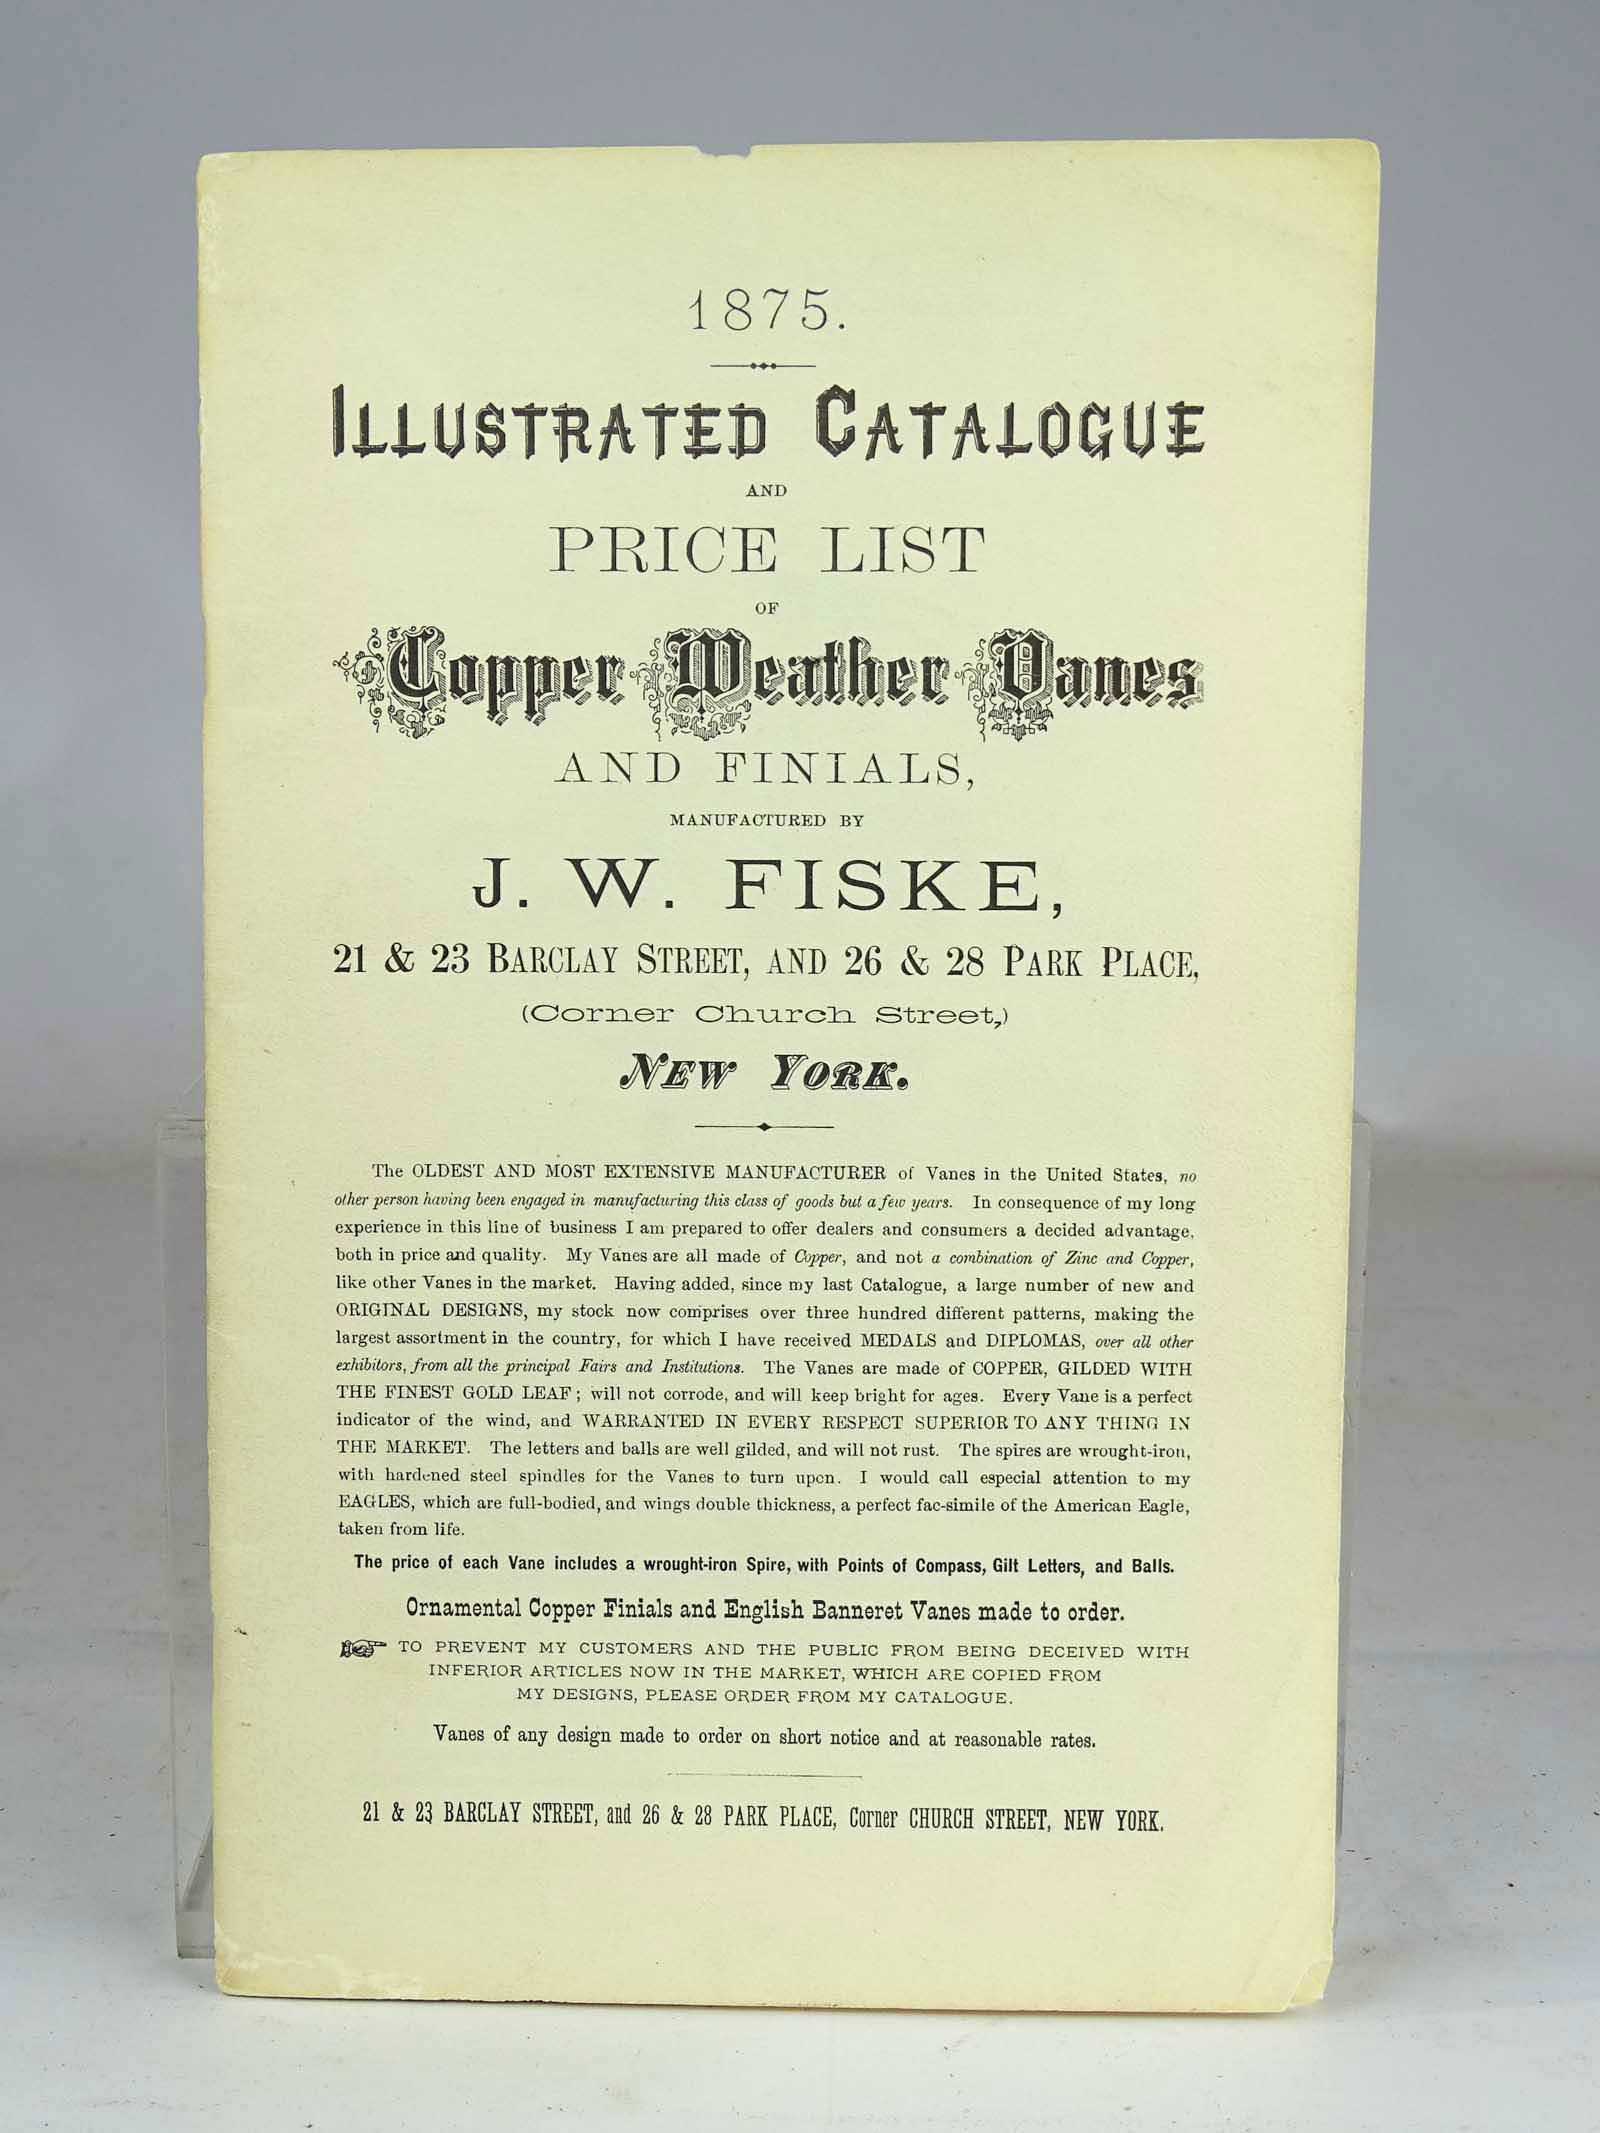 1875.
ILLUSTRATED CATALOGUE
AND
PRICE LIST
OF
Copper Weather Vanes
AND FINIALS,
MANUFACTURED BY
J. W. FISKE,
21 & 23 BARCLAY STREET, AND 26 & 28 PARK PLACE,
(Corner Church Street,)
NEW YORK.
The OLDEST AND MOST EXTENSIVE MANUFACTURER of Vanes in the United States, no
other person having been engaged in manufacturing this class of goods but a few years. In consequence of my long
experience in this line of business I am prepared to offer dealers and consumers a decided advantage,
both in price and quality. My Vanes are all made of Copper, and not a combination of Zinc and Copper,
like other Vanes in the market. Having added, since my last Catalogue, a large number of new and
ORIGINAL DESIGNS, my stock now comprises over three hundred different patterns, making the
largest assortment in the country, for which I have received MEDALS and DIPLOMAS, over all other
exhibitors, from all the principal Fairs and Institutions. The Vanes are made of COPPER, GILDED WITH
THE FINEST GOLD LEAF; will not corrode, and will keep bright for ages. Every Vane is a perfect
indicator of the wind, and WARRANTED IN EVERY RESPECT SUPERIOR TO ANY THING IN
THE MARKET. The letters and balls are well gilded, and will not rust. The spires are wrought-iron,
with hardened steel spindles for the Vanes to turn upon. I would call especial attention to my
EAGLES, which are full-bodied, and wings double thickness, a perfect fac-simile of the American Eagle,
taken from life.
The price of each Vane includes a wrought-iron Spire, with Points of Compass, Gilt Letters, and Balls.
Ornamental Copper Finials and English Banneret Vanes made to order.
TO PREVENT MY CUSTOMERS AND THE PUBLIC FROM BEING DECEIVED WITH
INFERIOR ARTICLES NOW IN THE MARKET, WHICH ARE COPIED FROM
MY DESIGNS, PLEASE ORDER FROM MY CATALOGUE.
Vanes of any design made to order on short notice and at reasonable rates.
21 & 23 BARCLAY STREET, and 26 & 28 PARK PLACE, Corner CHURCH STREET, NEW YORK.